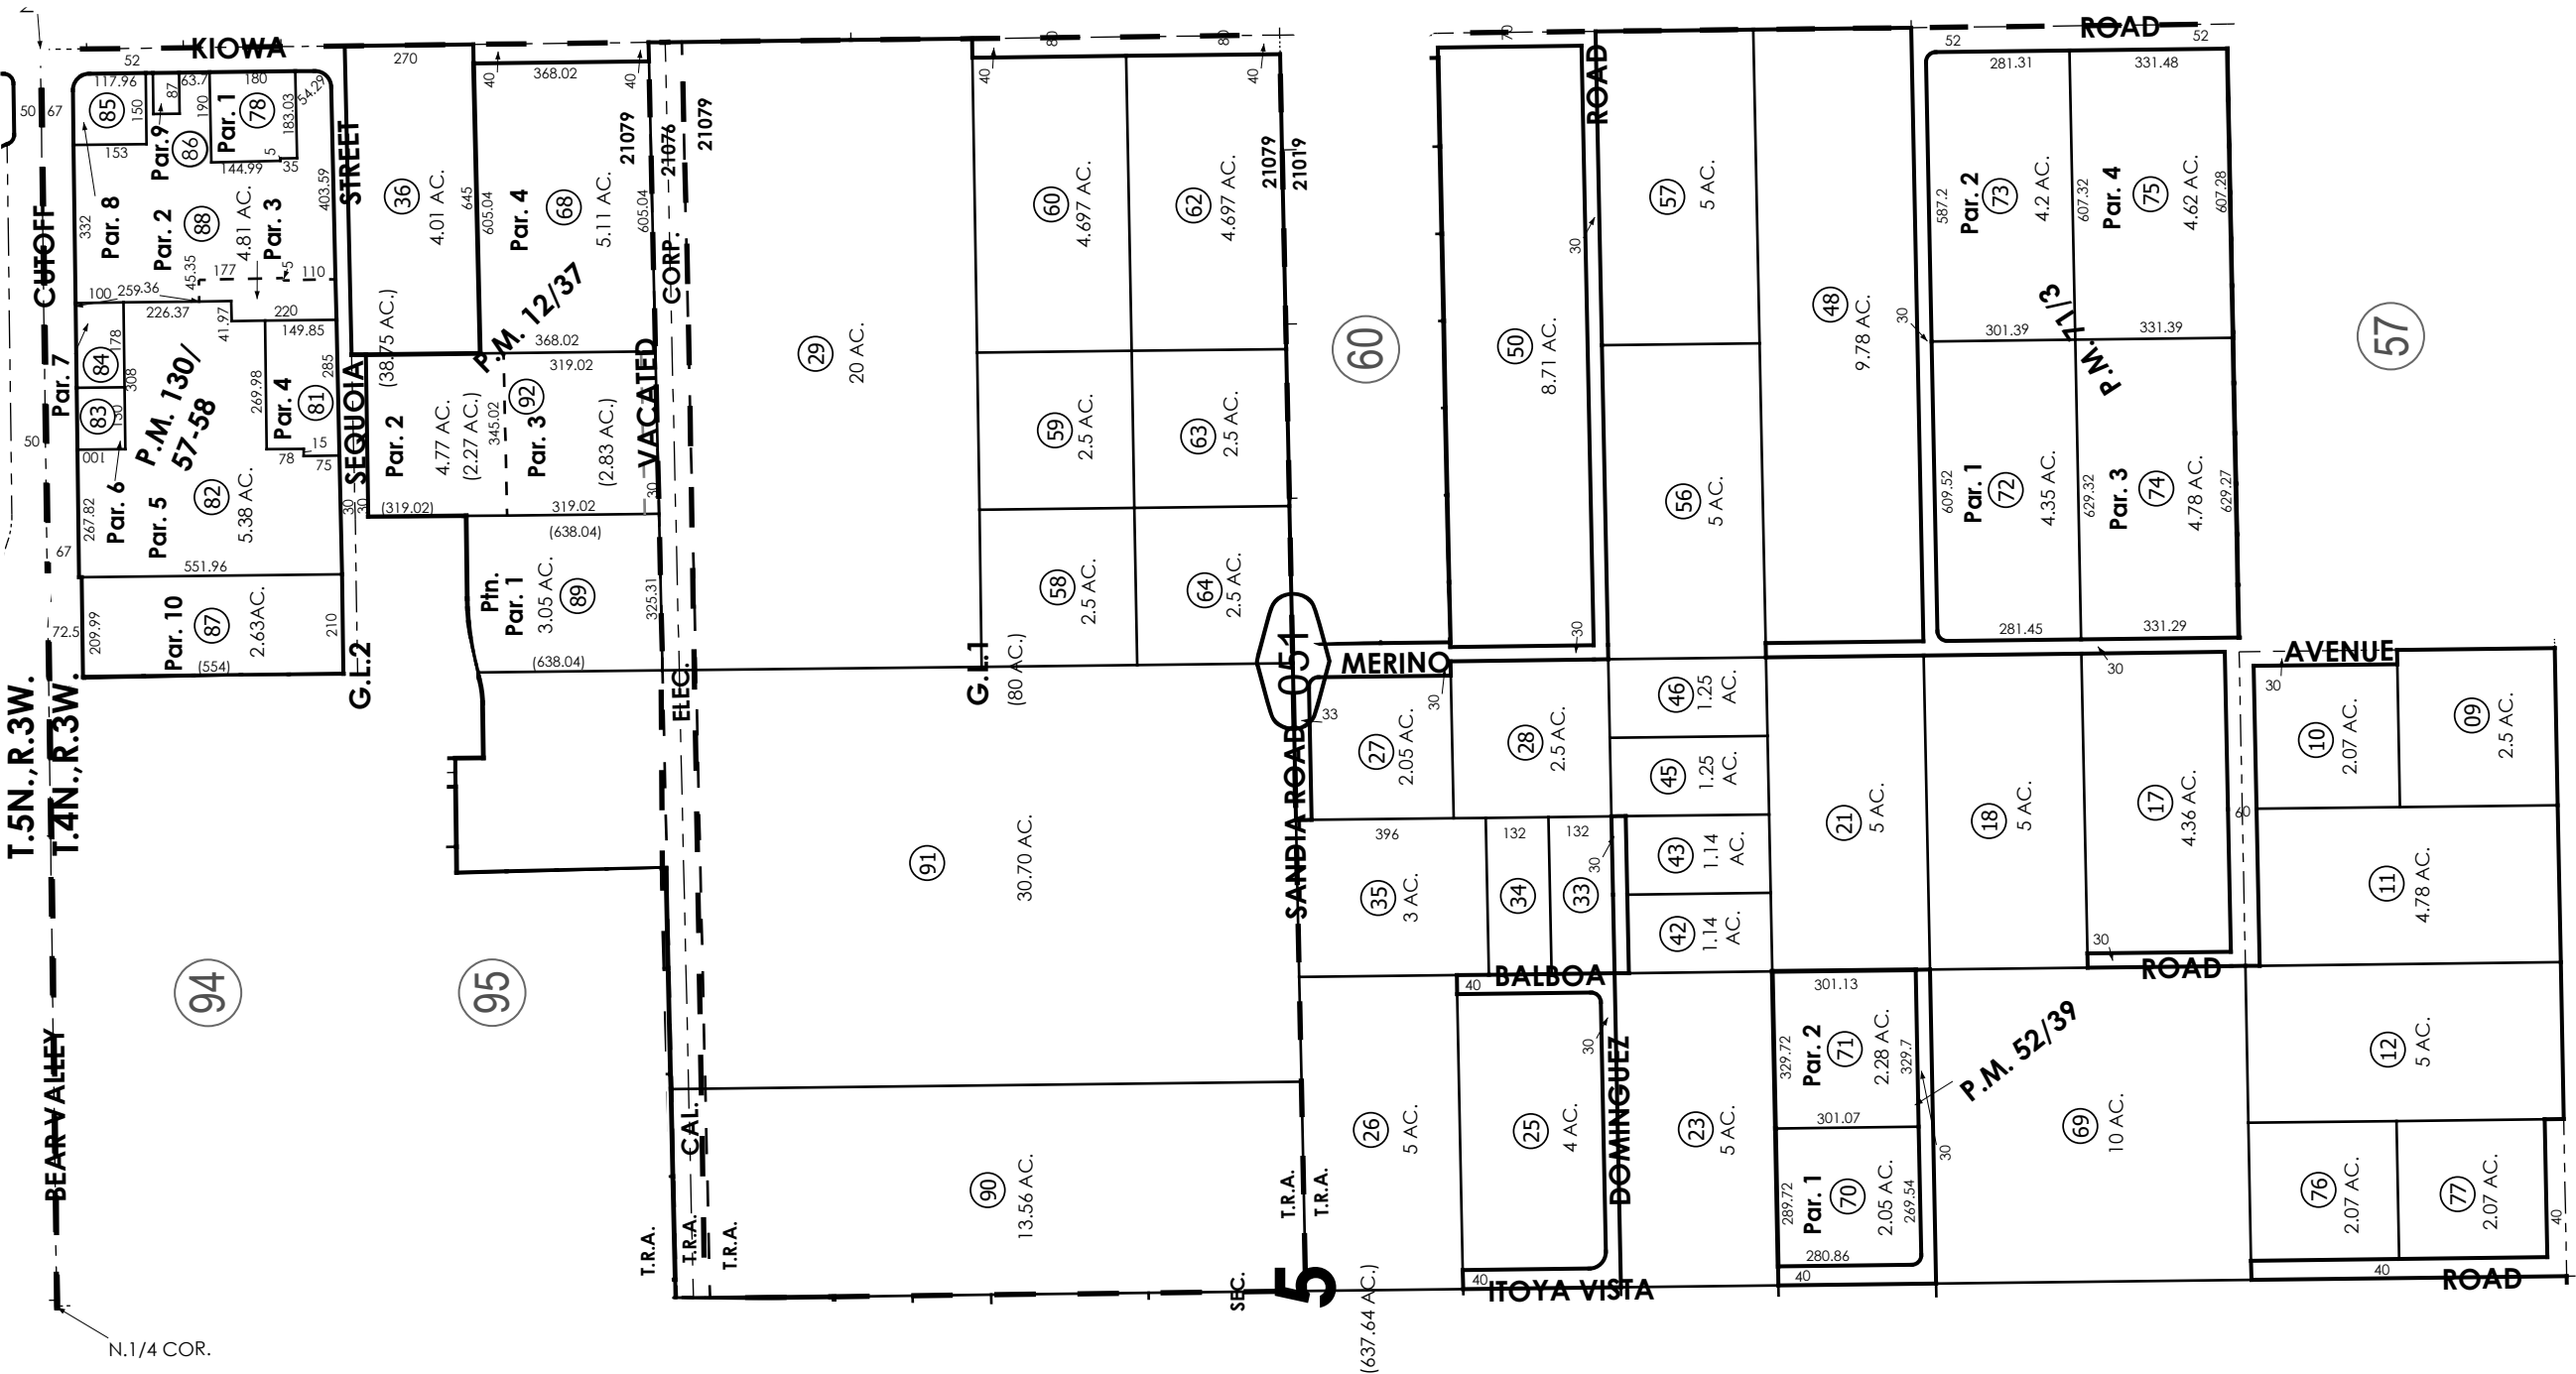 T.5N.,R.3W.
T.4N.,R.3W.
BEAR VALLEY
CUTOFF
N.1/4 COR.
50
67
50
67
72.5
KIOWA
52
117.96
85
150
153
87
63.7
190
180
Par. 1
78
183.03
54.29
Par.9
86
144.99
5
35
403.59
332
Par. 8
Par. 2
88
4.81 AC.
Par. 3
45.35
177
5
110
100
259.36
226.37
41.97
220
149.85
Par. 7
84
178
308
83
130
100
P.M. 130/
57-58
269.98
Par. 4
81
285
15
78
75
267.82
Par. 6
Par. 5
82
5.38 AC.
551.96
209.99
Par. 10
87
2.63AC.
210
(554)
G.L.2
SEQUOIA
STREET
30
30
270
36
4.01 AC.
645
(38.75 AC.)
40
368.02
40
605.04
Par. 4
68
5.11 AC.
605.04
P.M. 12/37
368.02
319.02
Par. 2
4.77 AC.
(2.27 AC.)
345.02
92
Par. 3
(2.83 AC.)
30
(319.02)
319.02
(638.04)
Ptn.
Par. 1
3.05 AC.
89
325.31
(638.04)
21079
21076
21079
VACATED
CORP.
ELEC.
CAL.
T.R.A.
T.R.A.
T.R.A.
94
95
29
20 AC.
40
80
80
40
60
4.697 AC.
62
4.697 AC.
59
2.5 AC.
63
2.5 AC.
58
2.5 AC.
64
2.5 AC.
G.L.1
(80 AC.)
91
30.70 AC.
90
13.56 AC.
21079
21019
SANDIA ROAD
051
33
T.R.A.
T.R.A.
SEC.
5
(637.64 AC.)
60
70
ROAD
50
8.71 AC.
30
30
MERINO
30
27
2.05 AC.
28
2.5 AC.
396
132
132
35
3 AC.
34
33
30
BALBOA
40
26
5 AC.
25
4 AC.
30
DOMINGUEZ
40
ITOYA VISTA
57
5 AC.
56
5 AC.
48
9.78 AC.
30
46
1.25
AC.
45
1.25
AC.
43
1.14
AC.
42
1.14
AC.
23
5 AC.
21
5 AC.
18
5 AC.
17
4.36 AC.
30
30
ROAD
301.13
329.72
Par. 2
71
2.28 AC.
329.7
301.07
289.72
Par. 1
70
2.05 AC.
269.54
280.86
40
30
P.M. 52/39
69
10 AC.
ROAD
52
52
281.31
331.48
587.2
Par. 2
73
4.2 AC.
607.32
Par. 4
75
4.62 AC.
607.28
301.39
331.39
P.M. 71/3
609.52
Par. 1
72
4.35 AC.
629.32
Par. 3
74
4.78 AC.
629.27
281.45
331.29
57
AVENUE
30
60
10
2.07 AC.
09
2.5 AC.
11
4.78 AC.
12
5 AC.
76
2.07 AC.
77
2.07 AC.
40
40
ROAD